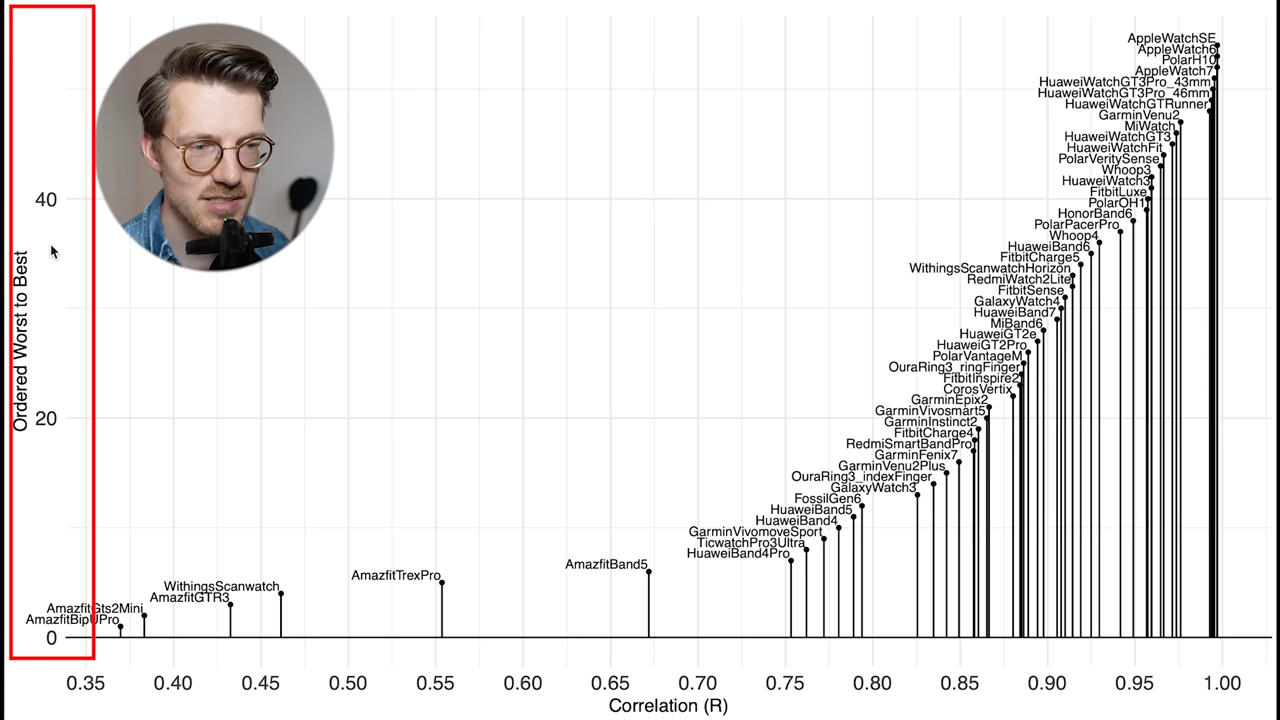 AppleWatchSE
AppleWatch6
PolarH10
AppleWatch7
HuaweiWatchGT3Pro_43mm
HuaweiWatchGT3Pro_46mm
HuaweiWatchGTRunner
GarminVenu2
MiWatch
HuaweiWatchGT3
HuaweiWatchFit
PolarVeritySense
Whoop3
HuaweiWatch3
FitbitLuxe
PolarOH1
HonorBand6
PolarPacerPro
Whoop4
HuaweiBand6
FitbitCharge5
WithingsScanwatchHorizon
RedmiWatch2Lite
FitbitSense
GalaxyWatch4
HuaweiBand7
MiBand6
HuaweiGT2e
HuaweiGT2Pro
PolarVantageM
OuraRing3_ringFinger
FitbitInspire2
CorosVertix
GarminEpix2
GarminVivosmart5
GarminInstinct2
FitbitCharge4
RedmiSmartBandPro
GarminFenix7
GarminVenu2Plus
OuraRing3_indexFinger
GalaxyWatch3
FossilGen6
HuaweiBand5
HuaweiBand4
GarminVivomoveSport
TicwatchPro3Ultra
HuaweiBand4Pro
AmazfitBand5
AmazfitTrexPro
WithingsScanwatch
AmazfitGTR3
AmazfitGts2Mini
AmazfitBipUPro
40
20
0
Ordered Worst to Best
0.35 0.40 0.45 0.50 0.55 0.60 0.65 0.70 0.75 0.80 0.85 0.90 0.95 1.00
Correlation (R)